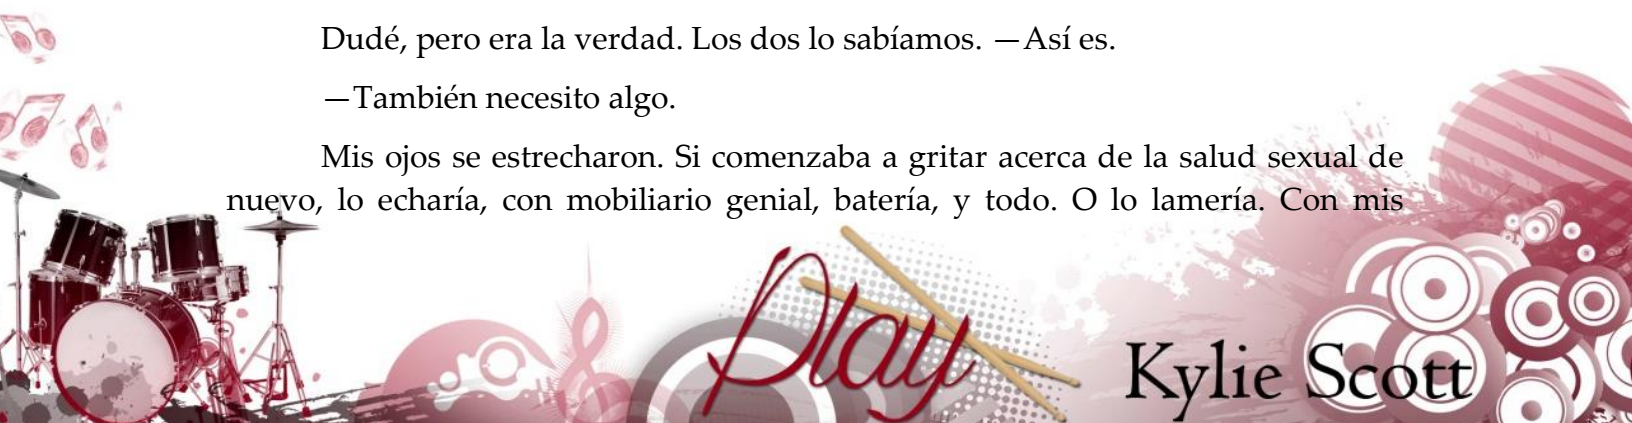 Dudé, pero era la verdad. Los dos lo sabíamos. —Así es.
—También necesito algo.
Mis ojos se estrecharon. Si comenzaba a gritar acerca de la salud sexual de
nuevo, lo echaría, con mobiliario genial, batería, y todo. O lo lamería. Con mis
Play
Kylie Scott